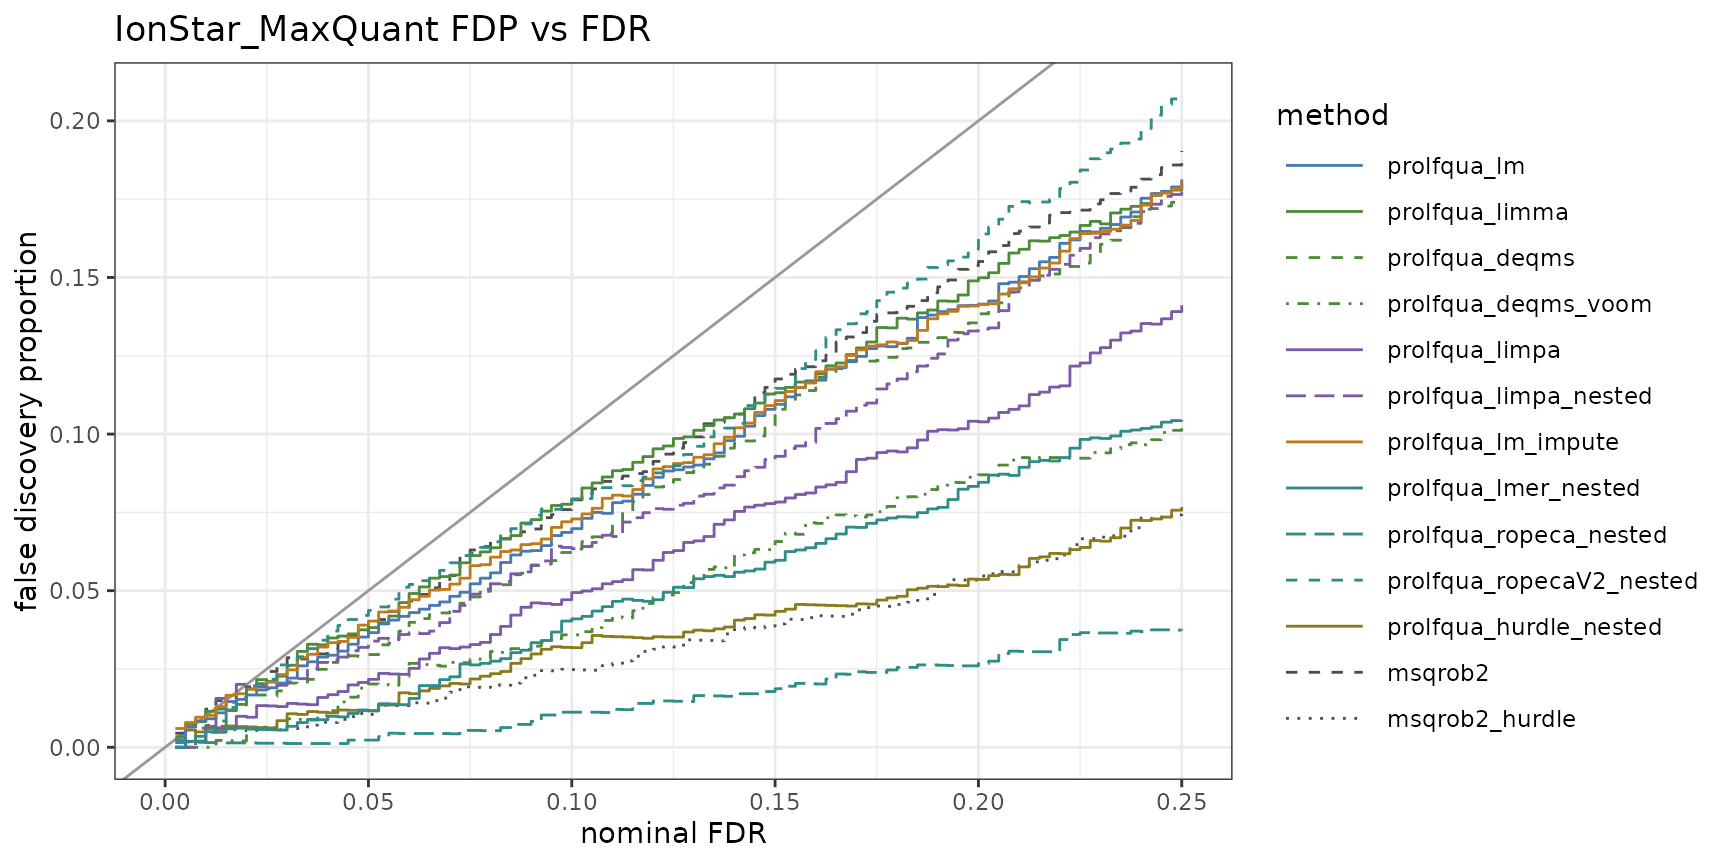 IonStar_MaxQuant FDP vs FDR
false discovery proportion
0.20
0.15
0.10
0.05
0.00
0.00 0.05 0.10 0.15 0.20 0.25
nominal FDR
method
prolfqua_lm
prolfqua_limma
prolfqua_deqms
prolfqua_deqms_voom
prolfqua_limpa
prolfqua_limpa_nested
prolfqua_lm_impute
prolfqua_lmer_nested
prolfqua_ropeca_nested
prolfqua_ropecaV2_nested
prolfqua_hurdle_nested
msqrob2
msqrob2_hurdle